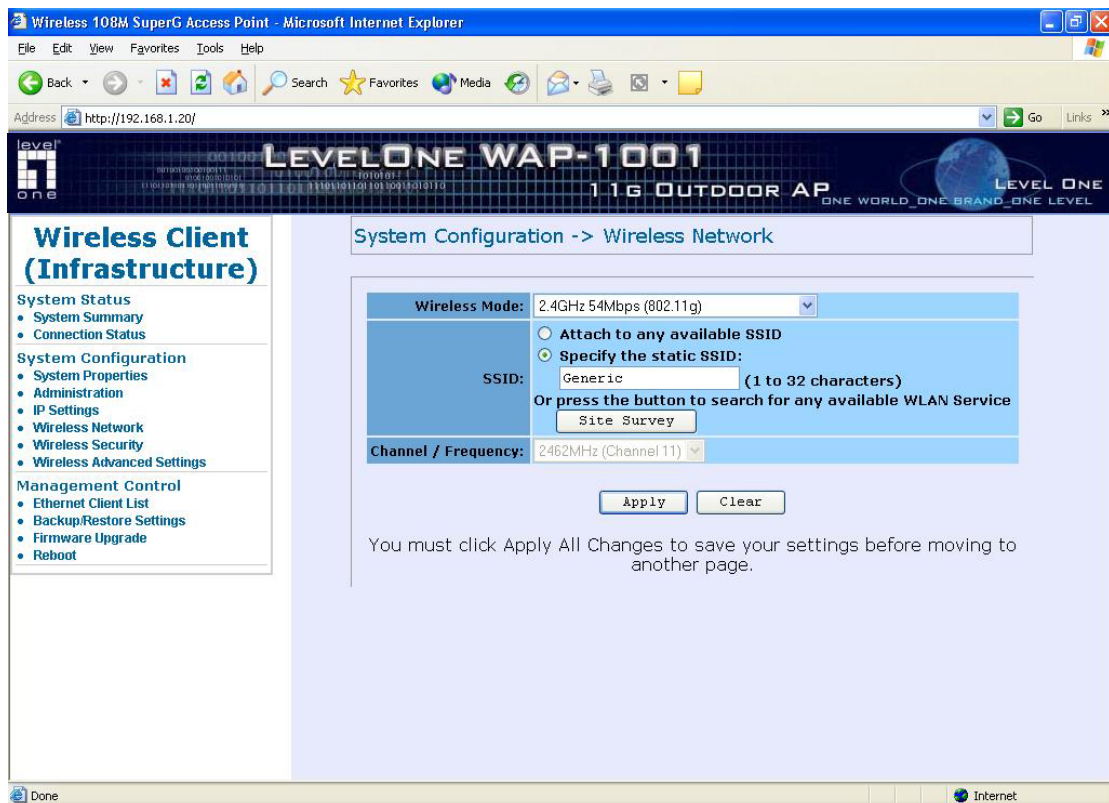 Wireless 108M SuperG Access Point - Microsoft Internet Explorer
File Edit View Favorites Tools Help
Back Search Favorites Media
Address http://192.168.1.20/ Go Links »
level one
LEVELONE WAP-1001
11G OUTDOOR AP
LEVEL ONE
ONE WORLD_ONE BRAND_ONE LEVEL
Wireless Client
(Infrastructure)
System Status
• System Summary
• Connection Status
System Configuration
• System Properties
• Administration
• IP Settings
• Wireless Network
• Wireless Security
• Wireless Advanced Settings
Management Control
• Ethernet Client List
• Backup/Restore Settings
• Firmware Upgrade
• Reboot
System Configuration -> Wireless Network
Wireless Mode: 2.4GHz 54Mbps (802.11g)
SSID:
Attach to any available SSID
Specify the static SSID:
Generic (1 to 32 characters)
Or press the button to search for any available WLAN Service
Site Survey
Channel / Frequency: 2462MHz (Channel 11)
Apply Clear
You must click Apply All Changes to save your settings before moving to
another page.
Done Internet